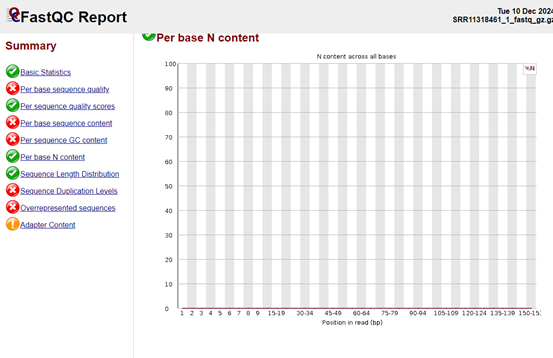 FastQC Report
Tue 10 Dec 2024
SRR11318461_1_fastq_gz.gz
Summary
Basic Statistics
Per base sequence quality
Per sequence quality scores
Per base sequence content
Per sequence GC content
Per base N content
Sequence Length Distribution
Sequence Duplication Levels
Overrepresented sequences
Adapter Content
Per base N content
N content across all bases
%N
100
90
80
70
60
50
40
30
20
10
0
1 2 3 4 5 6 7 8 9 15-19 30-34 45-49 60-64 75-79 90-94 105-109 120-124 135-139 150-151
Position in read (bp)